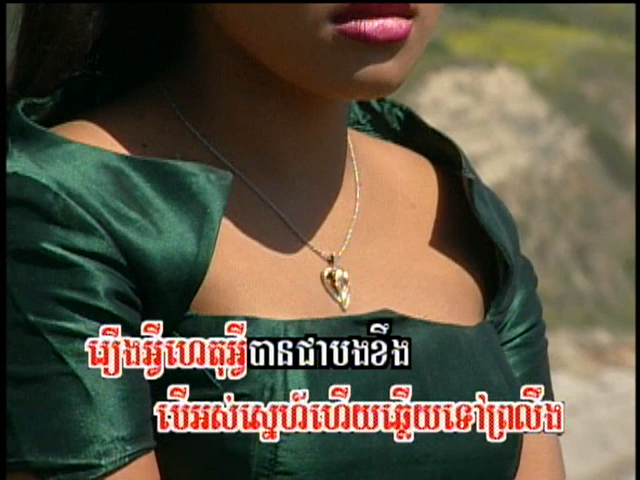 រឿងអ្វីហេតុអ្វីបានជាបងខឹង
បើអស់ស្នេហ៍ហើយឆ្លើយទៅព្រលឹង